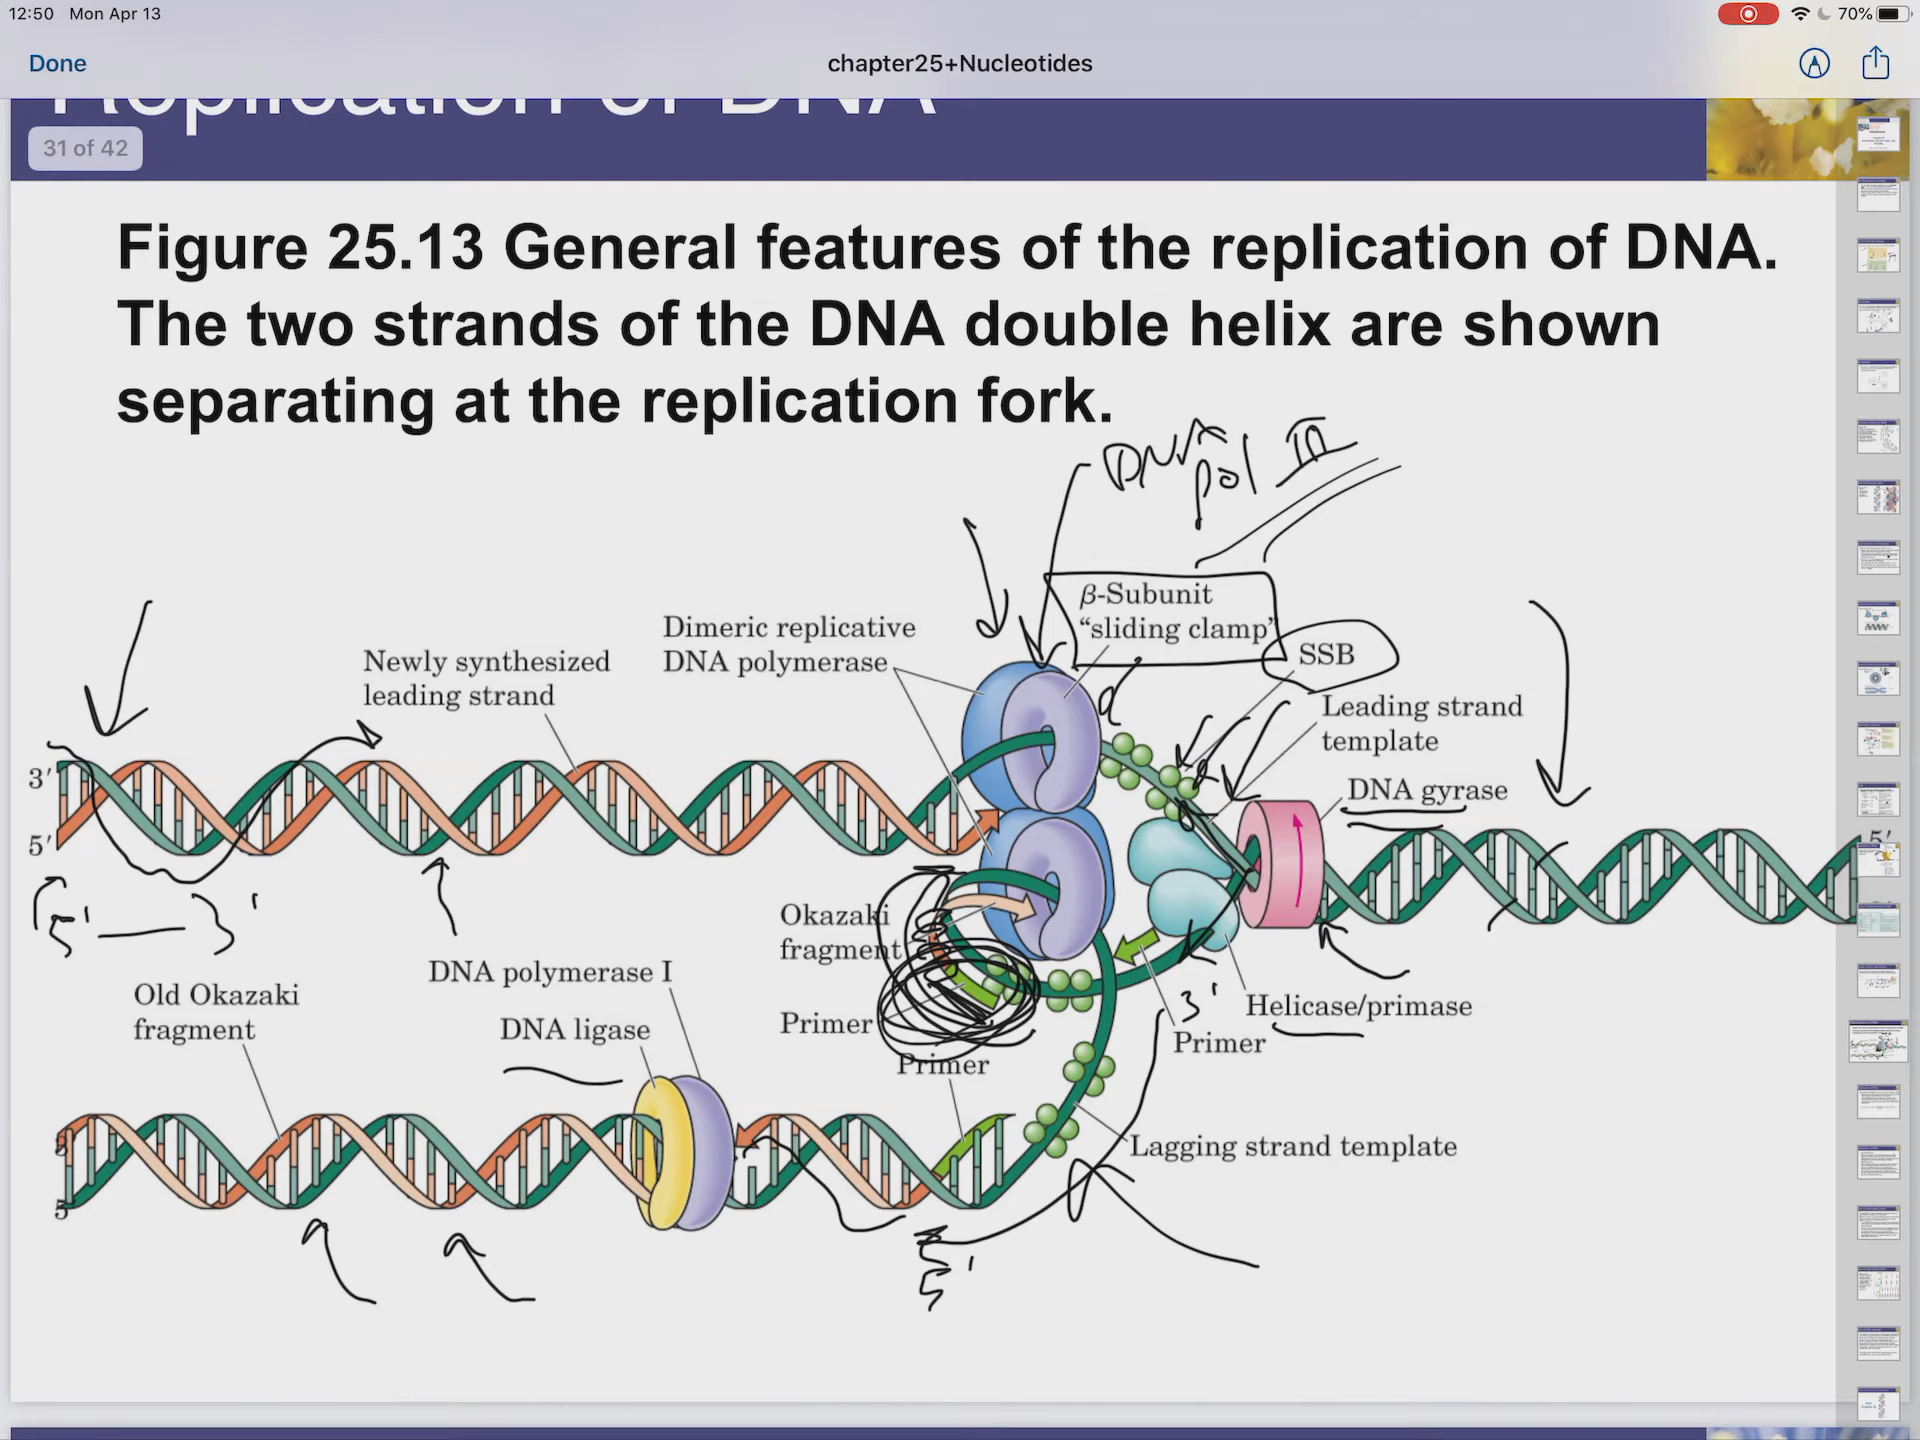 12:50 Mon Apr 13
70%
Done
chapter25+Nucleotides
Replication of DNA
31 of 42
Figure 25.13 General features of the replication of DNA.
The two strands of the DNA double helix are shown
separating at the replication fork.
DNA
pol III
β-Subunit
“sliding clamp”
SSB
Dimeric replicative
DNA polymerase
Newly synthesized
leading strand
Leading strand
template
DNA gyrase
3′
5′
5′
5' 3'
Okazaki
fragment
DNA polymerase I
Old Okazaki
fragment
DNA ligase
Primer
Primer
3'
Helicase/primase
Primer
Lagging strand template
5'